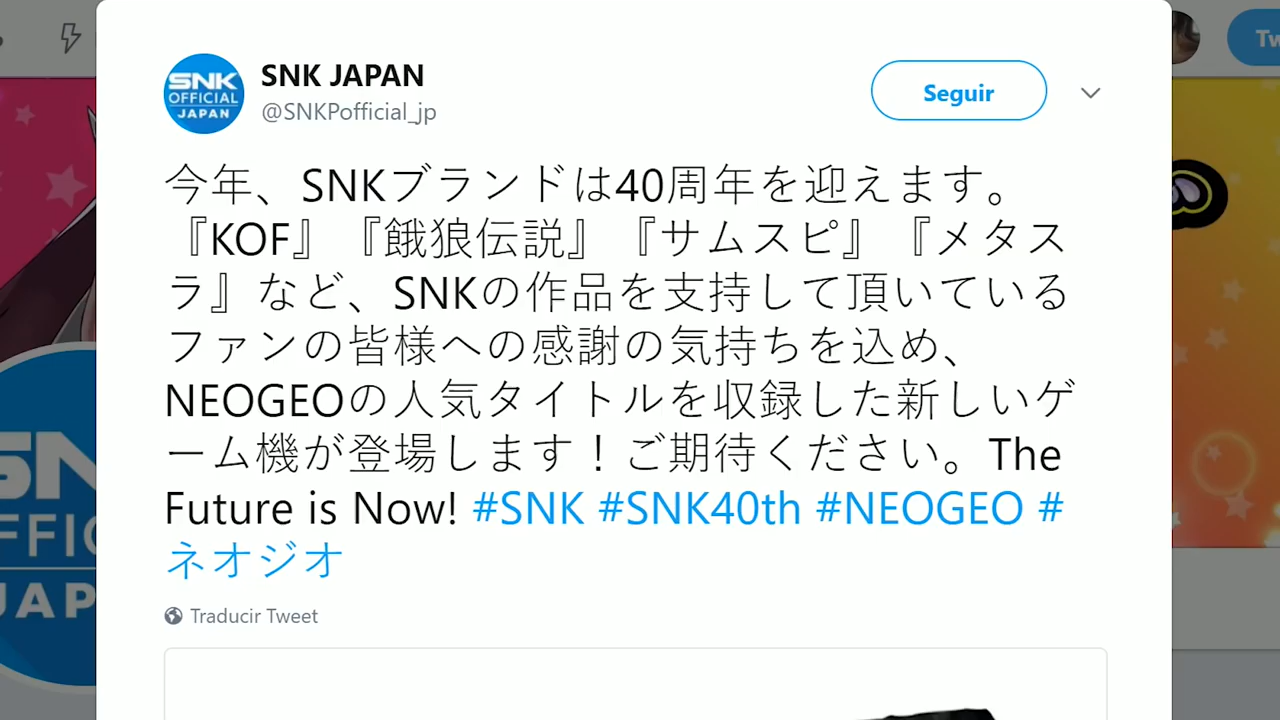 SNK
OFFICIAL
JAPAN
SNK JAPAN
@SNKPofficial_jp
Seguir
Tw
今年、SNKブランドは40周年を迎えます。
『KOF』『餓狼伝説』『サムスピ』『メタス
ラ』など、SNKの作品を支持して頂いている
ファンの皆様への感謝の気持ちを込め、
NEOGEOの人気タイトルを収録した新しいゲ
ーム機が登場します！ご期待ください。The
Future is Now! #SNK #SNK40th #NEOGEO #
ネオジオ
Traducir Tweet
SN
FFIC
JAP